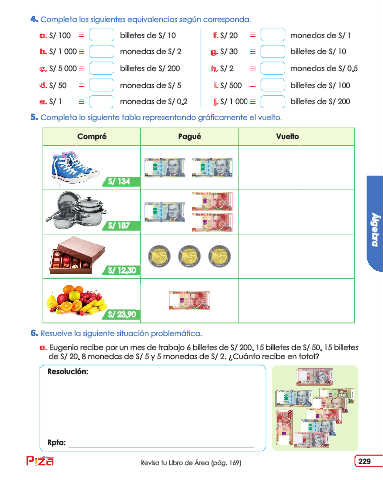 4. Completa las siguientes equivalencias según corresponda.
a. S/ 100 = billetes de S/ 10
f. S/ 20 = monedas de S/ 1
b. S/ 1 000 = monedas de S/ 2
g. S/ 30 = billetes de S/ 10
c. S/ 5 000 = billetes de S/ 200
h. S/ 2 = monedas de S/ 0,5
d. S/ 50 = monedas de S/ 5
i. S/ 500 = billetes de S/ 100
e. S/ 1 = monedas de S/ 0,2
j. S/ 1 000 = billetes de S/ 200
5. Completa la siguiente tabla representando gráficamente el vuelto.
Compré Pagué Vuelto
S/ 134
S/ 187
S/ 12,30
S/ 23,90
Álgebra
6. Resuelve la siguiente situación problemática.
a. Eugenio recibe por un mes de trabajo 6 billetes de S/ 200, 15 billetes de S/ 50, 15 billetes
de S/ 20, 8 monedas de S/ 5 y 5 monedas de S/ 2. ¿Cuánto recibe en total?
Resolución:
Rpta:
Revisa tu Libro de Área (pág. 169)
229